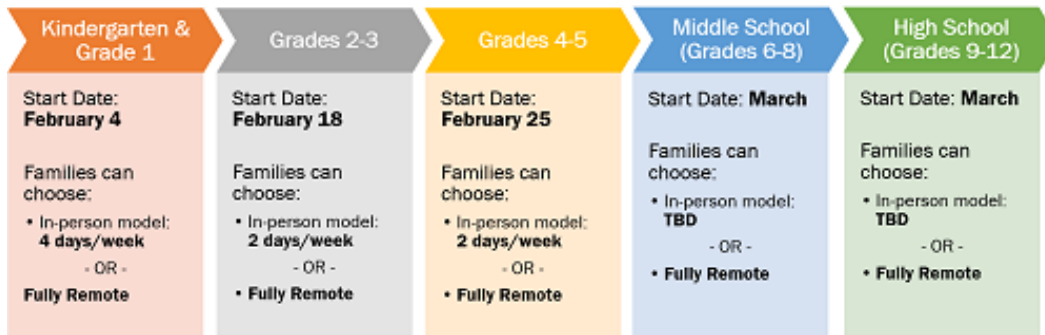 Kindergarten &
Grade 1
Start Date:
February 4
Families can
choose:
• In-person model:
4 days/week
- OR -
Fully Remote
Grades 2-3
Start Date:
February 18
Families can
choose:
• In-person model:
2 days/week
- OR -
• Fully Remote
Grades 4-5
Start Date:
February 25
Families can
choose:
• In-person model:
2 days/week
- OR -
• Fully Remote
Middle School
(Grades 6-8)
Start Date: March
Families can
choose:
• In-person model:
TBD
- OR -
• Fully Remote
High School
(Grades 9-12)
Start Date: March
Families can
choose:
• In-person model:
TBD
- OR -
• Fully Remote